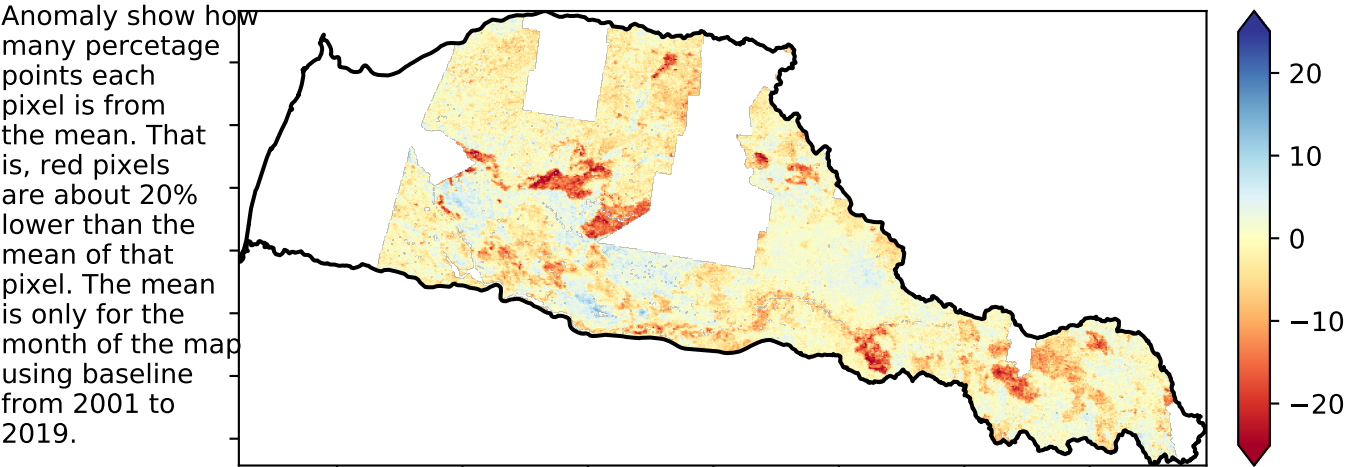 Anomaly show how
many percetage
points each
pixel is from
the mean. That
is, red pixels
are about 20%
lower than the
mean of that
pixel. The mean
is only for the
month of the map
using baseline
from 2001 to
2019.
20
10
0
−10
−20